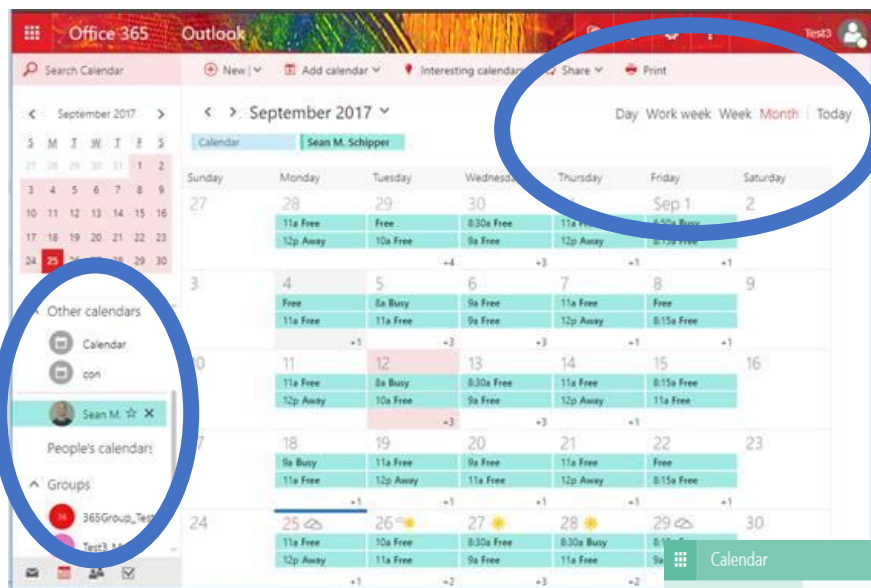 Office 365 Outlook Test3
Search Calendar New Add calendar Interesting calendars Share Print
September 2017 September 2017 Day Work week Week Month Today
S M T W T F S Calendar Sean M. Schipper
27 28 29 30 31 1 2
3 4 5 6 7 8 9
10 11 12 13 14 15 16
17 18 19 20 21 22 23
24 25 28 29 30
Sunday Monday Tuesday Wednesday Thursday Friday Saturday
27 28 29 30 Sep 1 2
11a Free Free 8:30a Free 11a Busy
12p Away 10a Free 9a Free 12p Away 8:15a Free
+4 +3 +1 +1
3 4 5 6 7 8 9
Free 8a Busy 9a Free 11a Free Free
11a Free 11a Free 9a Free 12p Away 8:15a Free
+1 +3 +3 +1 +1
Other calendars
Calendar
con
Sean M.
People's calendars
Groups
365Group_Test
Test3_M
10 11 12 13 14 15 16
11a Free 8a Busy 8:30a Free 11a Free 8:15a Free
12p Away 10a Free 9a Free 12p Away 11a Free
+3 +3 +1
18 19 20 21 22 23
9a Busy 11a Free 9a Free 11a Free Free
11a Free 12p Away 11a Free 12p Away 8:15a Free
+1 +1 +1 +1 +1
24 25 26 27 28 29 30
11a Free 10a Free 8:30a Free 8:30a Busy
12p Away 11a Free 9a Free 11a Free
+1 +2 +3 +2
Calendar